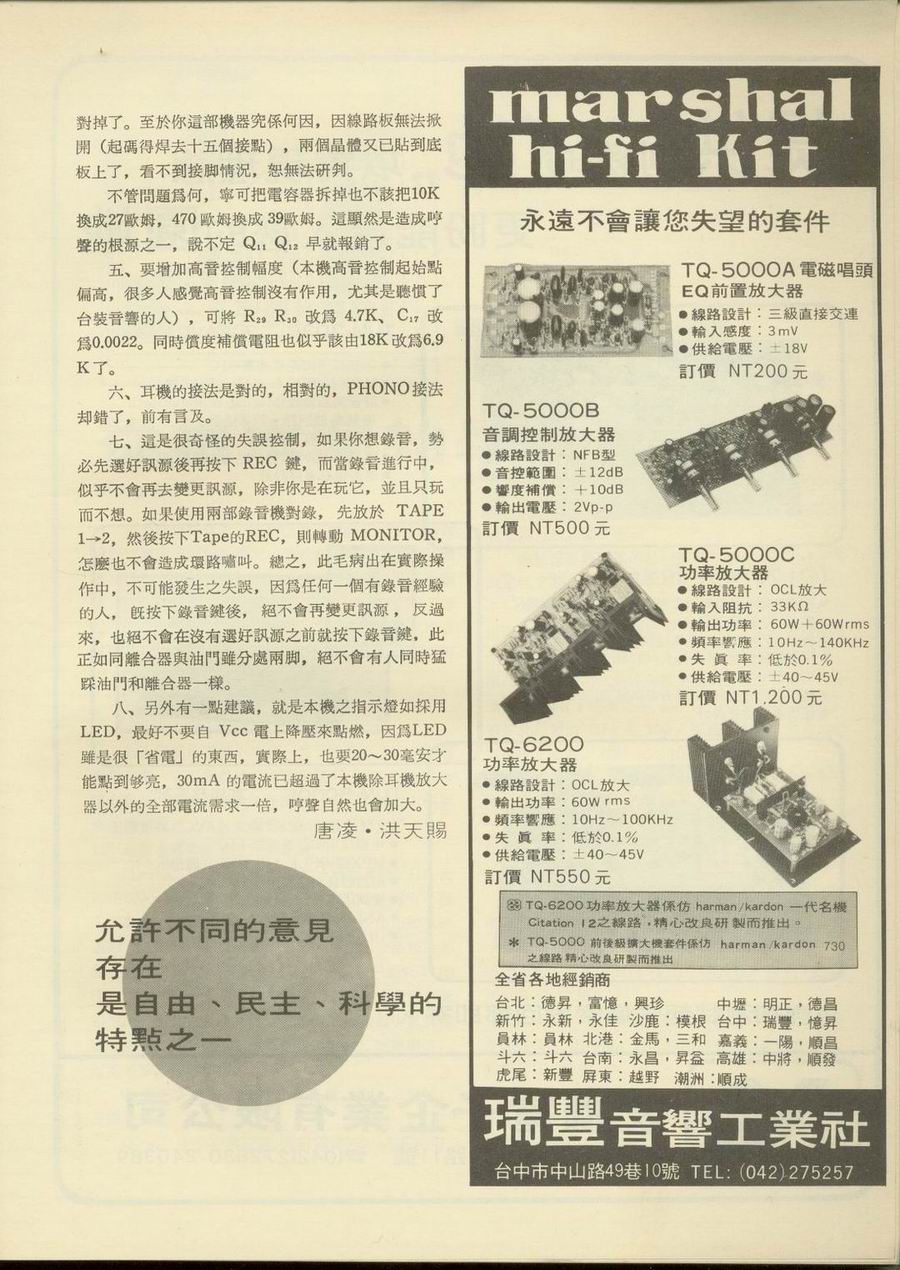 對掉了。至於你這部機器究係何因，因線路板無法掀
開（起碼得焊去十五個接點），兩個晶體又已貼到底
板上了，看不到接脚情況，恕無法研判。
不管問題爲何，寧可把電容器拆掉也不該把10K
換成27歐姆，470歐姆換成39歐姆。這顯然是造成哼
聲的根源之一，說不定 Q₁₁ Q₁₂ 早就報銷了。
五、要增加高音控制幅度（本機高音控制起始點
偏高，很多人感覺高音控制沒有作用，尤其是聽慣了
台裝音響的人），可將 R₂₉ R₃₀ 改爲 4.7K、C₁₇ 改
爲0.0022。同時償度補償電阻也似乎該由18K改爲6.9
K了。
六、耳機的接法是對的，相對的，PHONO接法
却錯了，前有言及。
七、這是很奇怪的失誤控制，如果你想錄音，勢
必先選好訊源後再按下 REC 鍵，而當錄音進行中，
似乎不會再去變更訊源，除非你是在玩它，並且只玩
而不想。如果使用兩部錄音機對錄，先放於 TAPE
1→2，然後按下Tape的REC，則轉動 MONITOR，
怎麼也不會造成環路嘯叫。總之，此毛病出在實際操
作中，不可能發生之失誤，因爲任何一個有錄音經驗
的人，旣按下錄音鍵後，絕不會再變更訊源，反過
來，也絕不會在沒有選好訊源之前就按下錄音鍵，此
正如同離合器與油門雖分處兩脚，絕不會有人同時猛
踩油門和離合器一樣。
八、另外有一點建議，就是本機之指示燈如採用
LED，最好不要自 Vcc 電上降壓來點燃，因爲LED
雖是很「省電」的東西，實際上，也要20～30毫安才
能點到够亮，30mA 的電流已超過了本機除耳機放大
器以外的全部電流需求一倍，哼聲自然也會加大。
唐凌・洪天賜
允許不同的意見
存在
是自由、民主、科學的
特點之一
marshal
hi-fi Kit
永遠不會讓您失望的套件
TQ-5000A電磁唱頭
EQ前置放大器
●線路設計：三級直接交連
●輸入感度：3mV
●供給電壓：±18V
訂價 NT200元
TQ-5000B
音調控制放大器
●線路設計：NFB型
●音控範圍：±12dB
●響度補償：＋10dB
●輸出電壓：2Vp-p
訂價 NT500元
TQ-5000C
功率放大器
●線路設計：OCL放大
●輸入阻抗：33KΩ
●輸出功率：60W＋60Wrms
●頻率響應：10Hz～140KHz
●失眞率：低於0.1%
●供給電壓：±40～45V
訂價 NT1,200元
TQ-6200
功率放大器
●線路設計：OCL放大
●輸出功率：60W rms
●頻率響應：10Hz～100KHz
●失眞率：低於0.1%
●供給電壓：±40～45V
訂價 NT550元
※ TQ-6200功率放大器係仿 harman/kardon 一代名機
Citation 12之線路，精心改良研製而推出。
＊ TQ-5000 前後級擴大機套件係仿 harman/kardon 730
之線路精心改良研製而推出
全省各地經銷商
台北：德昇，富憶，興珍 中壢：明正，德昌
新竹：永新，永佳 沙鹿：模根 台中：瑞豐，憶昇
員林：員林 北港：金馬，三和 嘉義：一陽，順昌
斗六：斗六 台南：永昌，昇益 高雄：中將，順發
虎尾：新豐 屏東：越野 潮洲：順成
瑞豐音響工業社
台中市中山路49巷10號 TEL: (042)275257